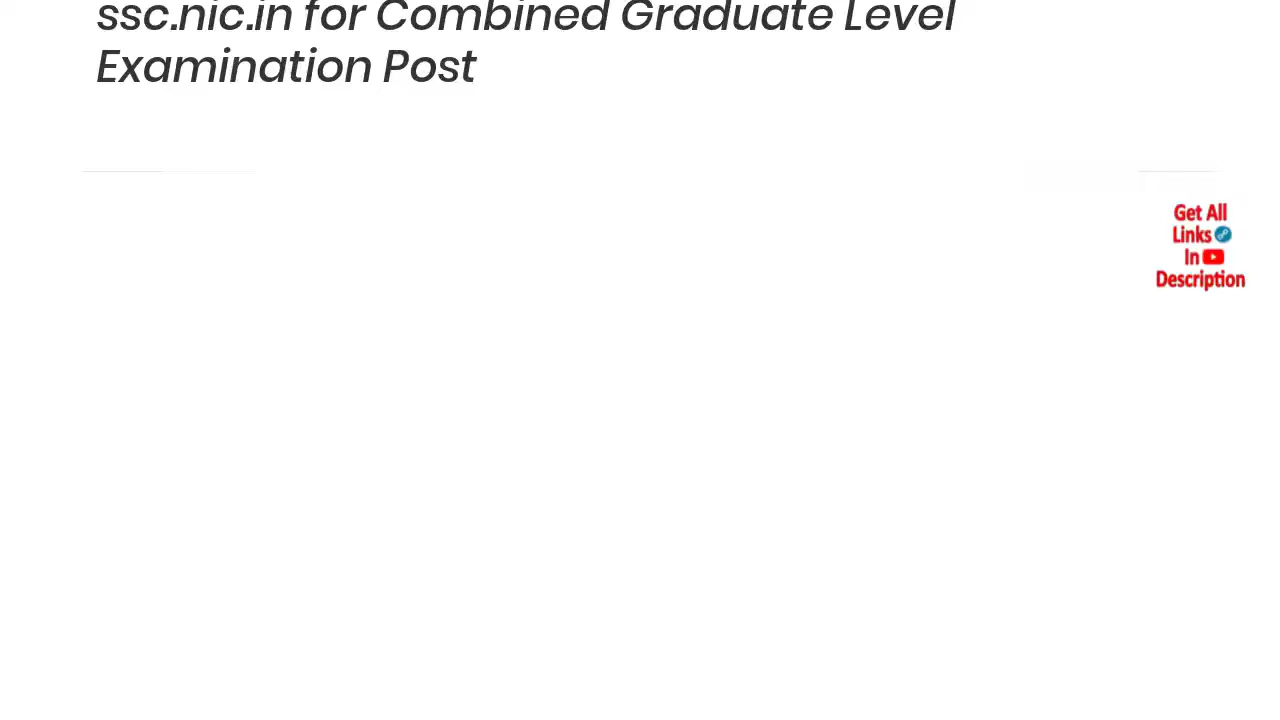 ssc.nic.in for Combined Graduate Level
Examination Post
Get All
Links
In
Description